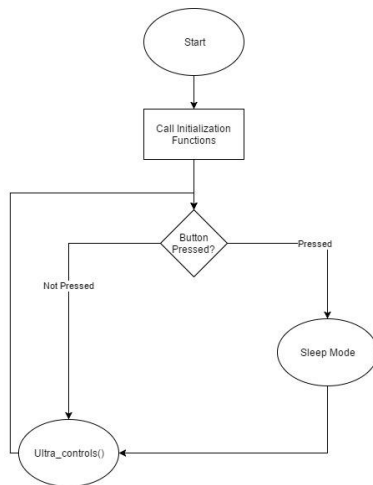 Start
Call Initialization
Functions
Button
Pressed?
Pressed
Not Pressed
Sleep Mode
Ultra_controls()